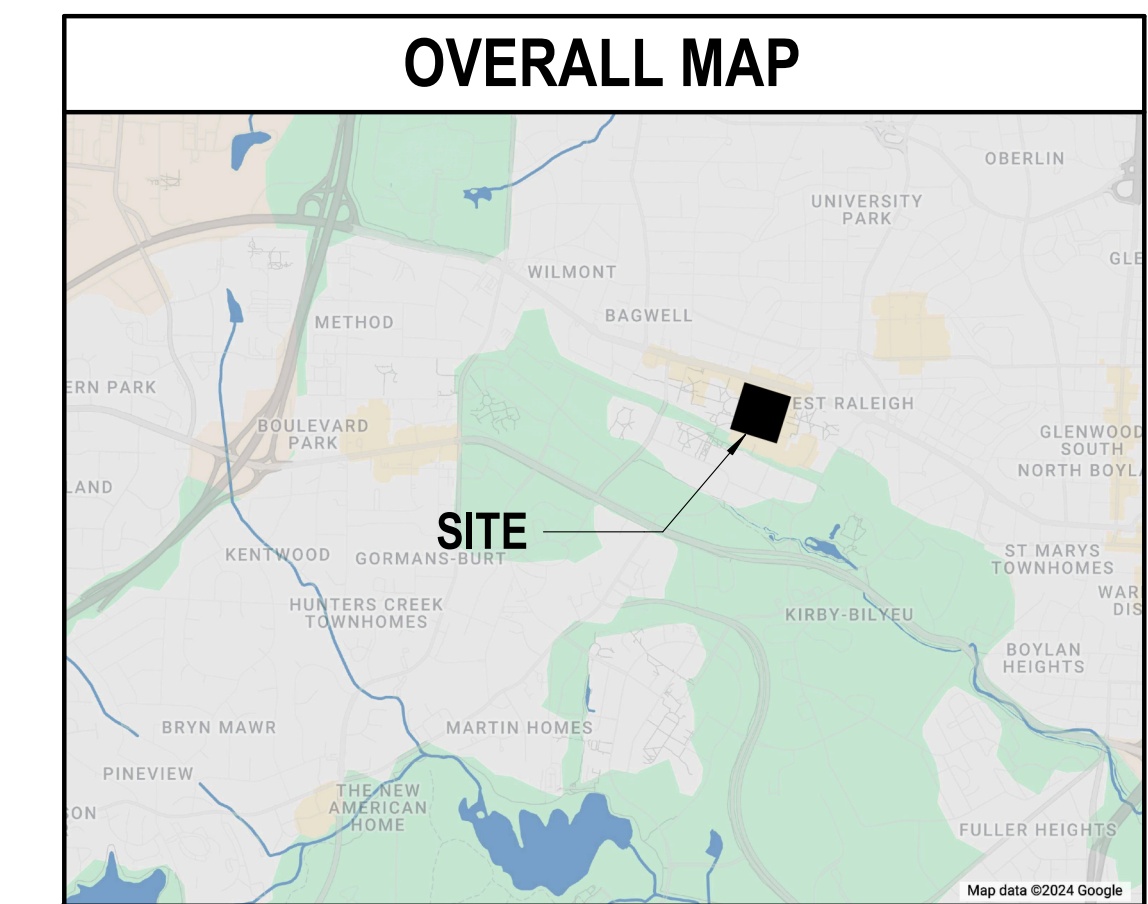 OVERALL MAP
OBERLIN
UNIVERSITY
PARK
GLE
WILMONT
BAGWELL
METHOD
ERN PARK
EST RALEIGH
BOULEVARD
PARK
GLENWOOD
SOUTH
NORTH BOYLA
LAND
SITE
KENTWOOD
GORMANS-BURT
ST MARYS
TOWNHOMES
HUNTERS CREEK
TOWNHOMES
KIRBY-BILYEU
WAR
DIS
BOYLAN
HEIGHTS
BRYN MAWR
MARTIN HOMES
PINEVIEW
THE NEW
AMERICAN
HOME
SON
FULLER HEIGHTS
Map data ©2024 Google